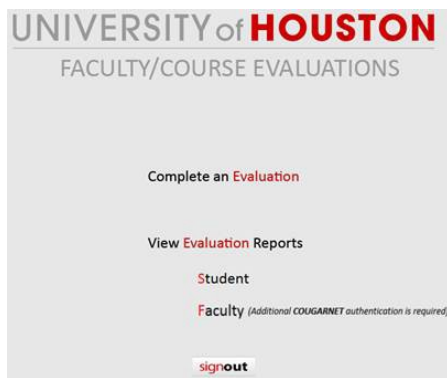 UNIVERSITY of HOUSTON
FACULTY/COURSE EVALUATIONS
Complete an Evaluation
View Evaluation Reports
Student
Faculty (Additional COUGARNET authentication is required)
signout